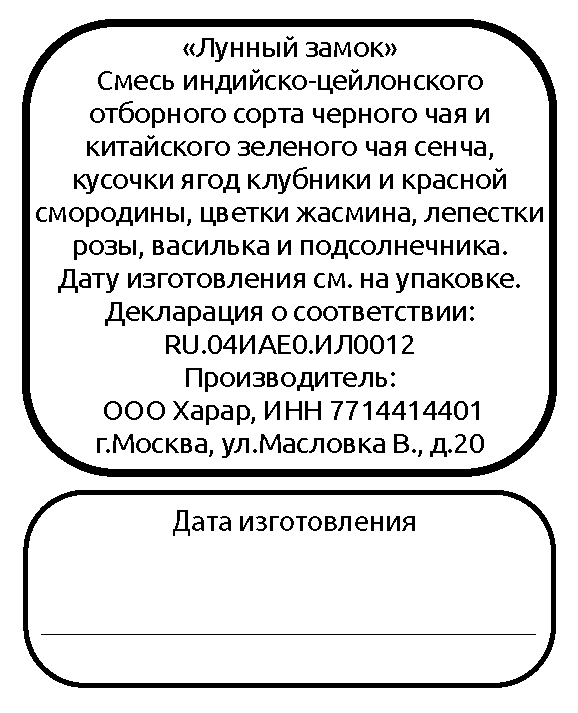 «Лунный замок»
Смесь индийско-цейлонского
отборного сорта черного чая и
китайского зеленого чая сенча,
кусочки ягод клубники и красной
смородины, цветки жасмина, лепестки
розы, василька и подсолнечника.
Дату изготовления см. на упаковке.
Декларация о соответствии:
RU.04ИАЕ0.ИЛ0012
Производитель:
ООО Харар, ИНН 7714414401
г.Москва, ул.Масловка В., д.20
Дата изготовления